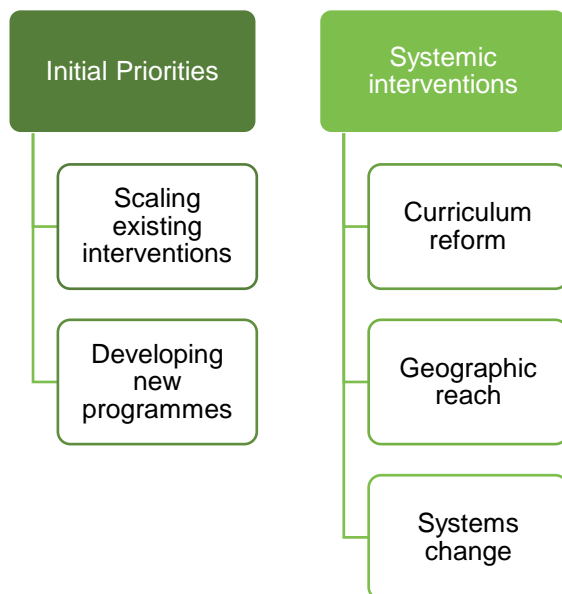 Initial Priorities
Scaling
existing
interventions
Developing
new
programmes
Systemic
interventions
Curriculum
reform
Geographic
reach
Systems
change